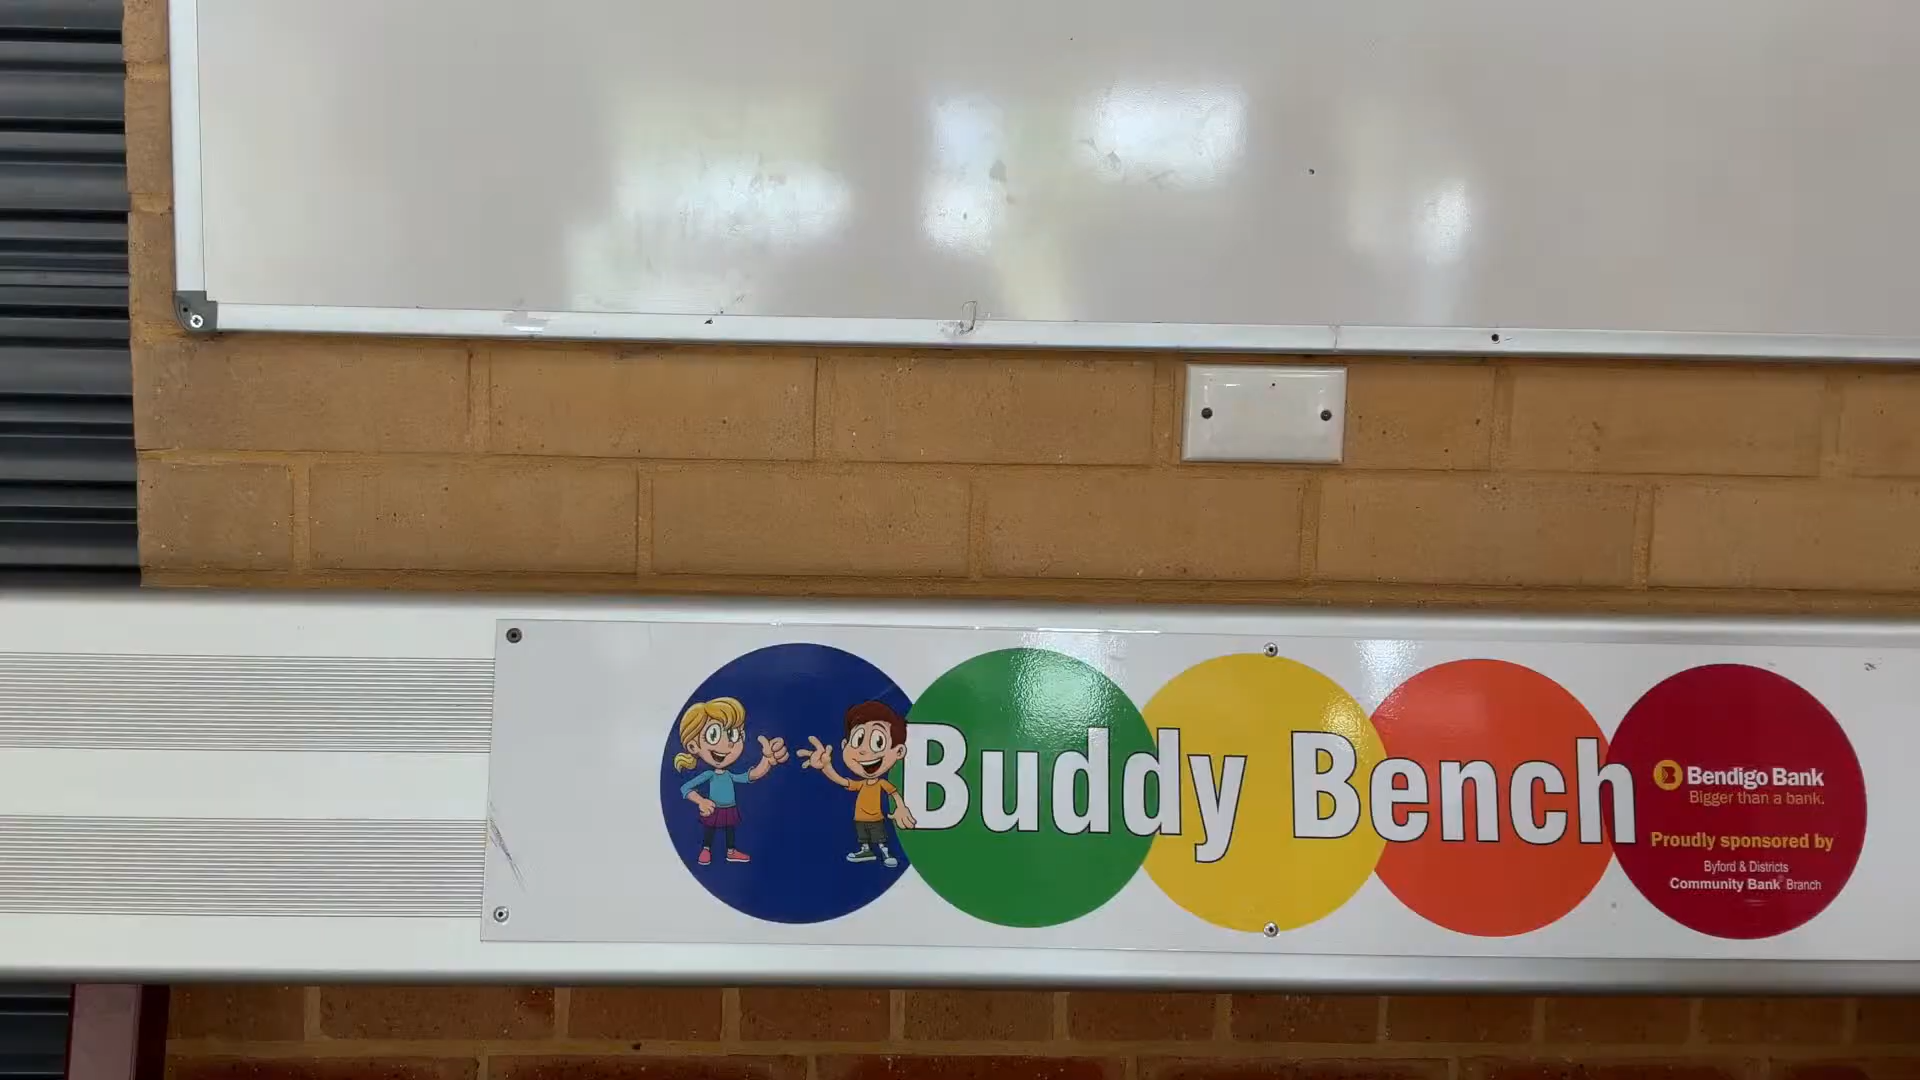 Buddy Bench
Bendigo Bank
Bigger than a bank.
Proudly sponsored by
Byford & Districts
Community Bank® Branch